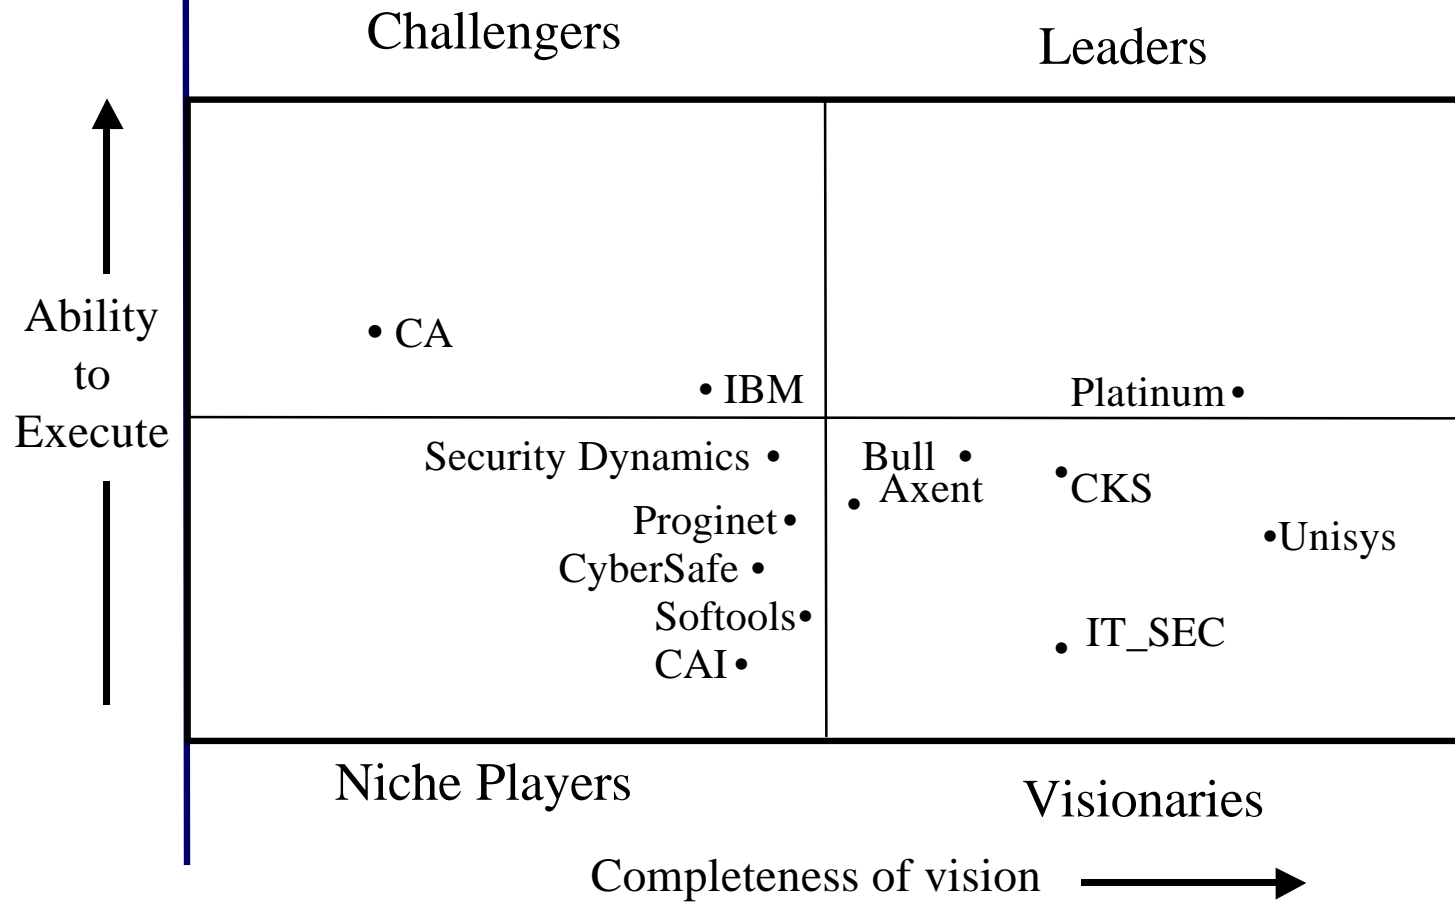 Challengers
Leaders
Ability
to
Execute
• CA
• IBM
Platinum •
Security Dynamics •
Bull •
• Axent
• CKS
Proginet •
• Unisys
CyberSafe •
Softools •
• IT_SEC
CAI •
Niche Players
Visionaries
Completeness of vision